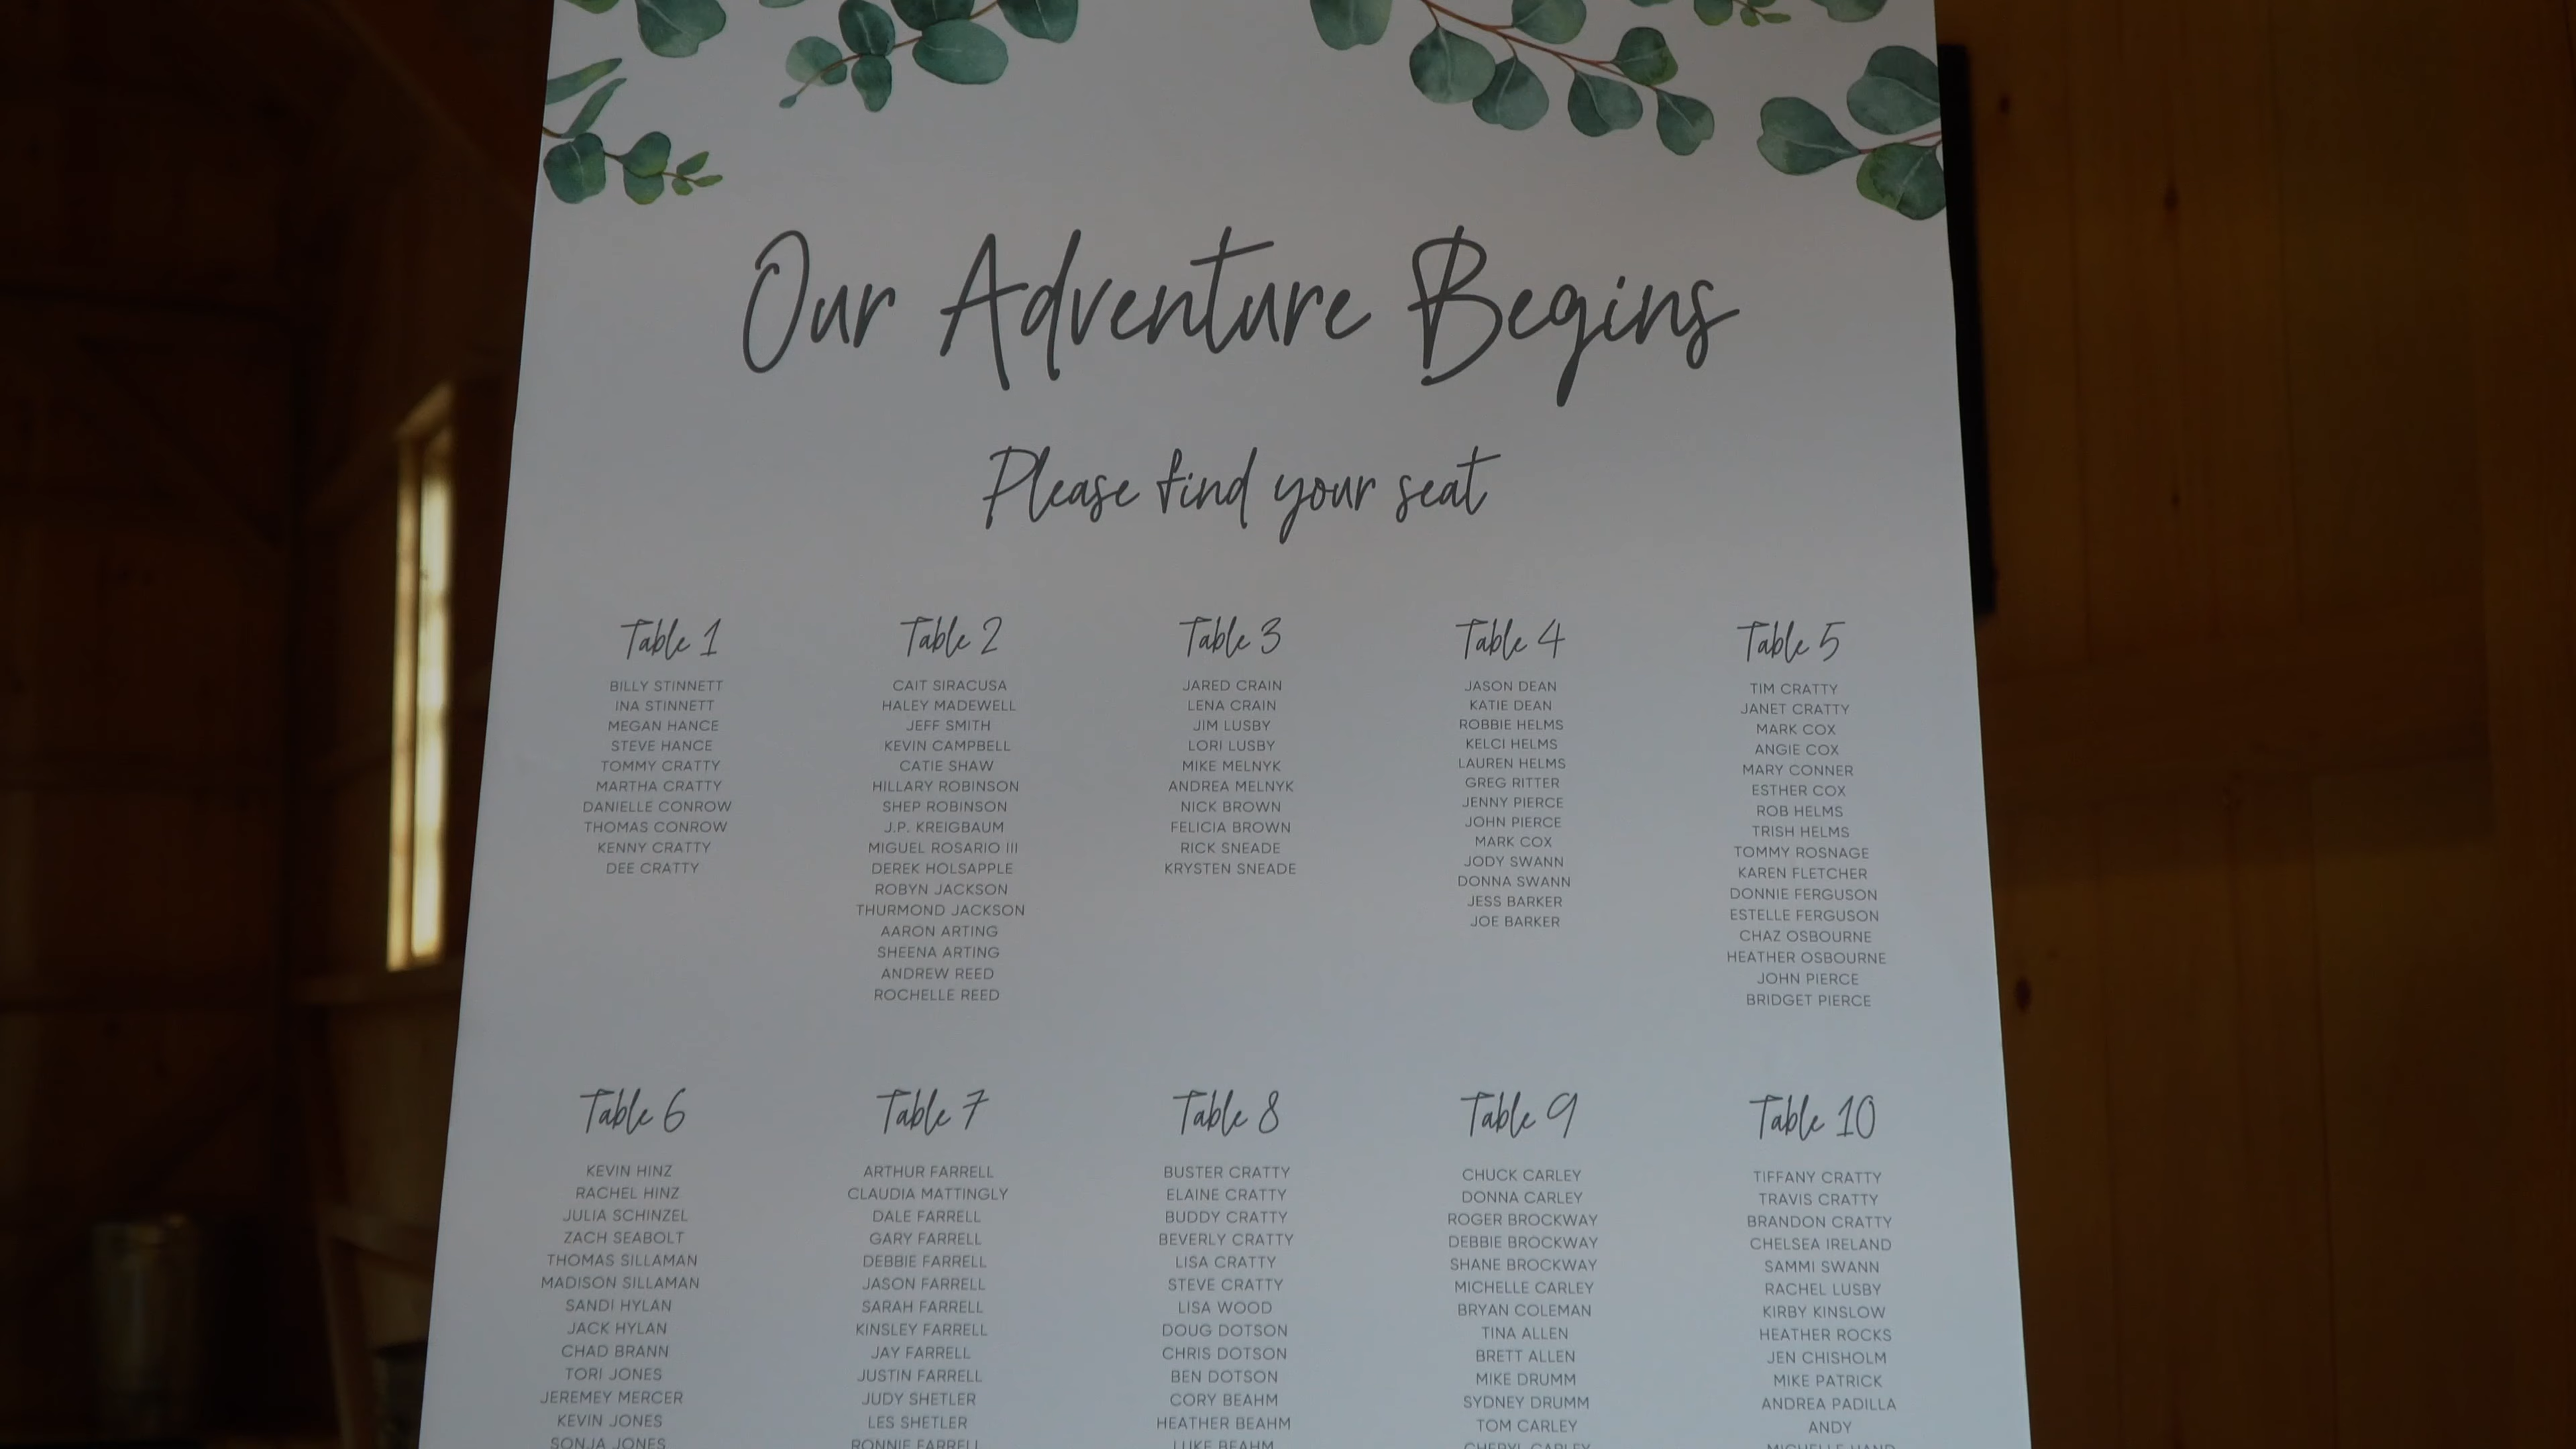 Our Adventure Begins
Please find your seat
Table 1
BILLY STINNETT
INA STINNETT
MEGAN HANCE
STEVE HANCE
TOMMY CRATTY
MARTHA CRATTY
DANIELLE CONROW
THOMAS CONROW
KENNY CRATTY
DEE CRATTY
Table 2
CAIT SIRACUSA
HALEY MADEWELL
JEFF SMITH
KEVIN CAMPBELL
CATIE SHAW
HILLARY ROBINSON
SHEP ROBINSON
J.P. KREIGBAUM
MIGUEL ROSARIO III
DEREK HOLSAPPLE
ROBYN JACKSON
THURMOND JACKSON
AARON ARTING
SHEENA ARTING
ANDREW REED
ROCHELLE REED
Table 3
JARED CRAIN
LENA CRAIN
JIM LUSBY
LORI LUSBY
MIKE MELNYK
ANDREA MELNYK
NICK BROWN
FELICIA BROWN
RICK SNEADE
KRYSTEN SNEADE
Table 4
JASON DEAN
KATIE DEAN
ROBBIE HELMS
KELCI HELMS
LAUREN HELMS
GREG RITTER
JENNY PIERCE
JOHN PIERCE
MARK COX
JODY SWANN
DONNA SWANN
JESS BARKER
JOE BARKER
Table 5
TIM CRATTY
JANET CRATTY
MARK COX
ANGIE COX
MARY CONNER
ESTHER COX
ROB HELMS
TRISH HELMS
TOMMY ROSNAGE
KAREN FLETCHER
DONNIE FERGUSON
ESTELLE FERGUSON
CHAZ OSBOURNE
HEATHER OSBOURNE
JOHN PIERCE
BRIDGET PIERCE
Table 6
KEVIN HINZ
RACHEL HINZ
JULIA SCHINZEL
ZACH SEABOLT
THOMAS SILLAMAN
MADISON SILLAMAN
SANDI HYLAN
JACK HYLAN
CHAD BRANN
TORI JONES
JEREMEY MERCER
KEVIN JONES
SONJA JONES
Table 7
ARTHUR FARRELL
CLAUDIA MATTINGLY
DALE FARRELL
GARY FARRELL
DEBBIE FARRELL
JASON FARRELL
SARAH FARRELL
KINSLEY FARRELL
JAY FARRELL
JUSTIN FARRELL
JUDY SHETLER
LES SHETLER
RONNIE FARRELL
Table 8
BUSTER CRATTY
ELAINE CRATTY
BUDDY CRATTY
BEVERLY CRATTY
LISA CRATTY
STEVE CRATTY
LISA WOOD
DOUG DOTSON
CHRIS DOTSON
BEN DOTSON
CORY BEAHM
HEATHER BEAHM
LUKE BEAHM
Table 9
CHUCK CARLEY
DONNA CARLEY
ROGER BROCKWAY
DEBBIE BROCKWAY
SHANE BROCKWAY
MICHELLE CARLEY
BRYAN COLEMAN
TINA ALLEN
BRETT ALLEN
MIKE DRUMM
SYDNEY DRUMM
TOM CARLEY
CHERYL CARLEY
Table 10
TIFFANY CRATTY
TRAVIS CRATTY
BRANDON CRATTY
CHELSEA IRELAND
SAMMI SWANN
RACHEL LUSBY
KIRBY KINSLOW
HEATHER ROCKS
JEN CHISHOLM
MIKE PATRICK
ANDREA PADILLA
ANDY